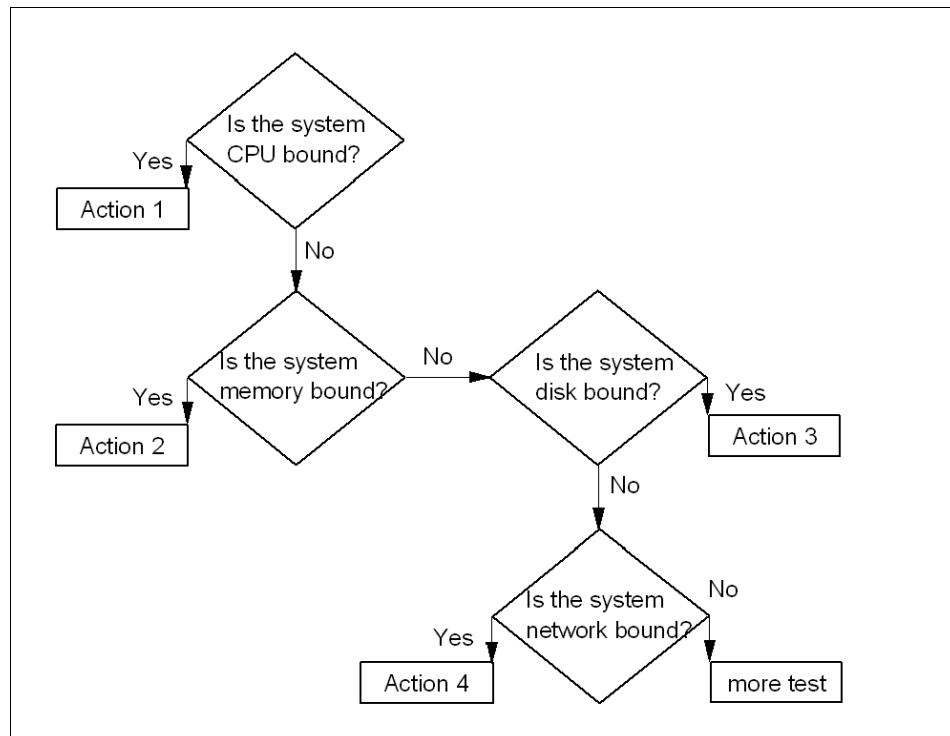 Is the system
CPU bound?
Yes
Action 1
No
Is the system
memory bound?
Yes
Action 2
No
Is the system
disk bound?
Yes
Action 3
No
Is the system
network bound?
Yes
Action 4
No
more test